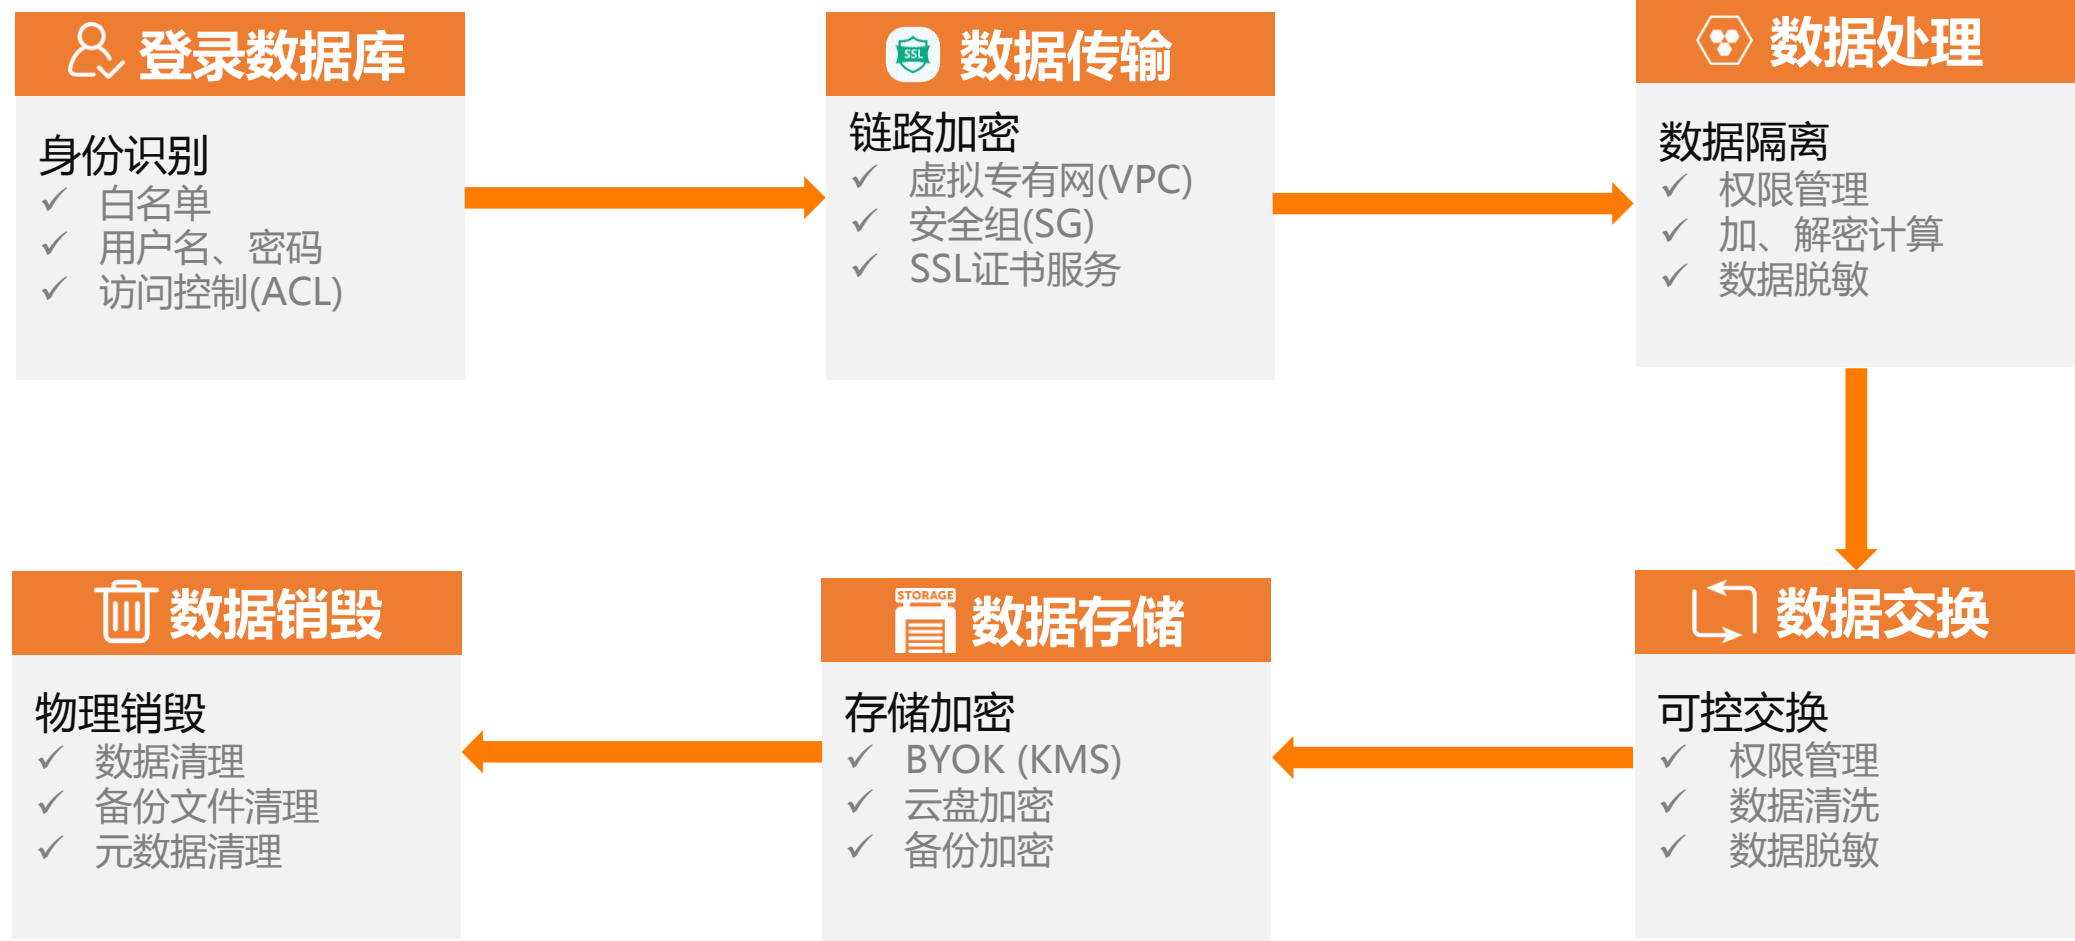 登录数据库
身份识别
白名单
用户名、密码
访问控制(ACL)
SSL
数据传输
链路加密
虚拟专有网(VPC)
安全组(SG)
SSL证书服务
数据处理
数据隔离
权限管理
加、解密计算
数据脱敏
数据交换
可控交换
权限管理
数据清洗
数据脱敏
STORAGE
数据存储
存储加密
BYOK (KMS)
云盘加密
备份加密
数据销毁
物理销毁
数据清理
备份文件清理
元数据清理